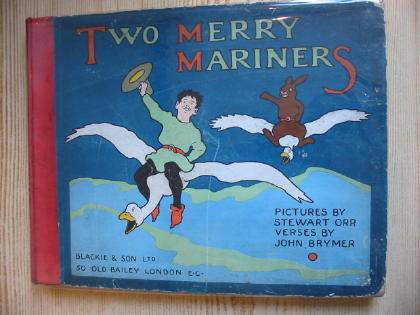 TWO MERRY
MARINERS
PICTURES BY
STEWART ORR
VERSES BY
JOHN BRYMER
BLACKIE & SON LTD
50 OLD BAILEY LONDON E.C.